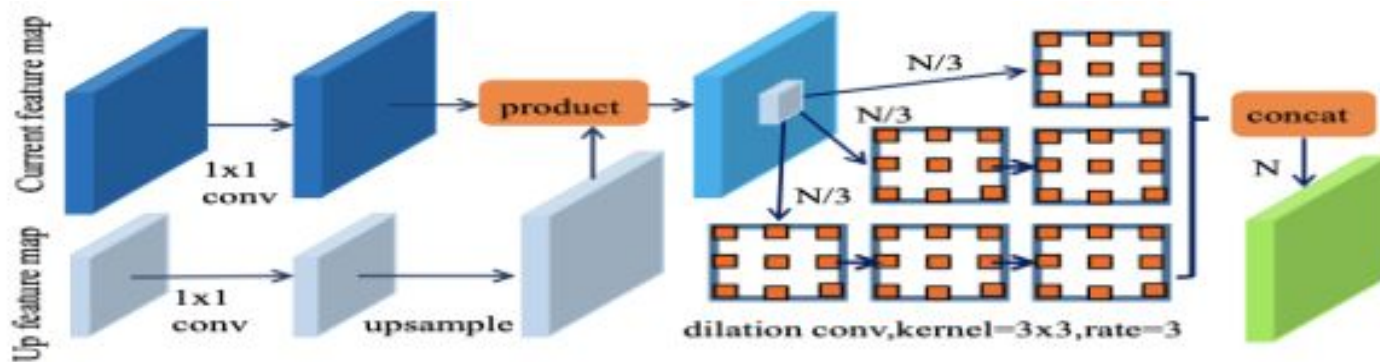 Current feature map
1x1
conv
product
N/3
N/3
N/3
concat
N
Up feature map
1x1
conv
upsample
dilation conv,kernel=3x3,rate=3